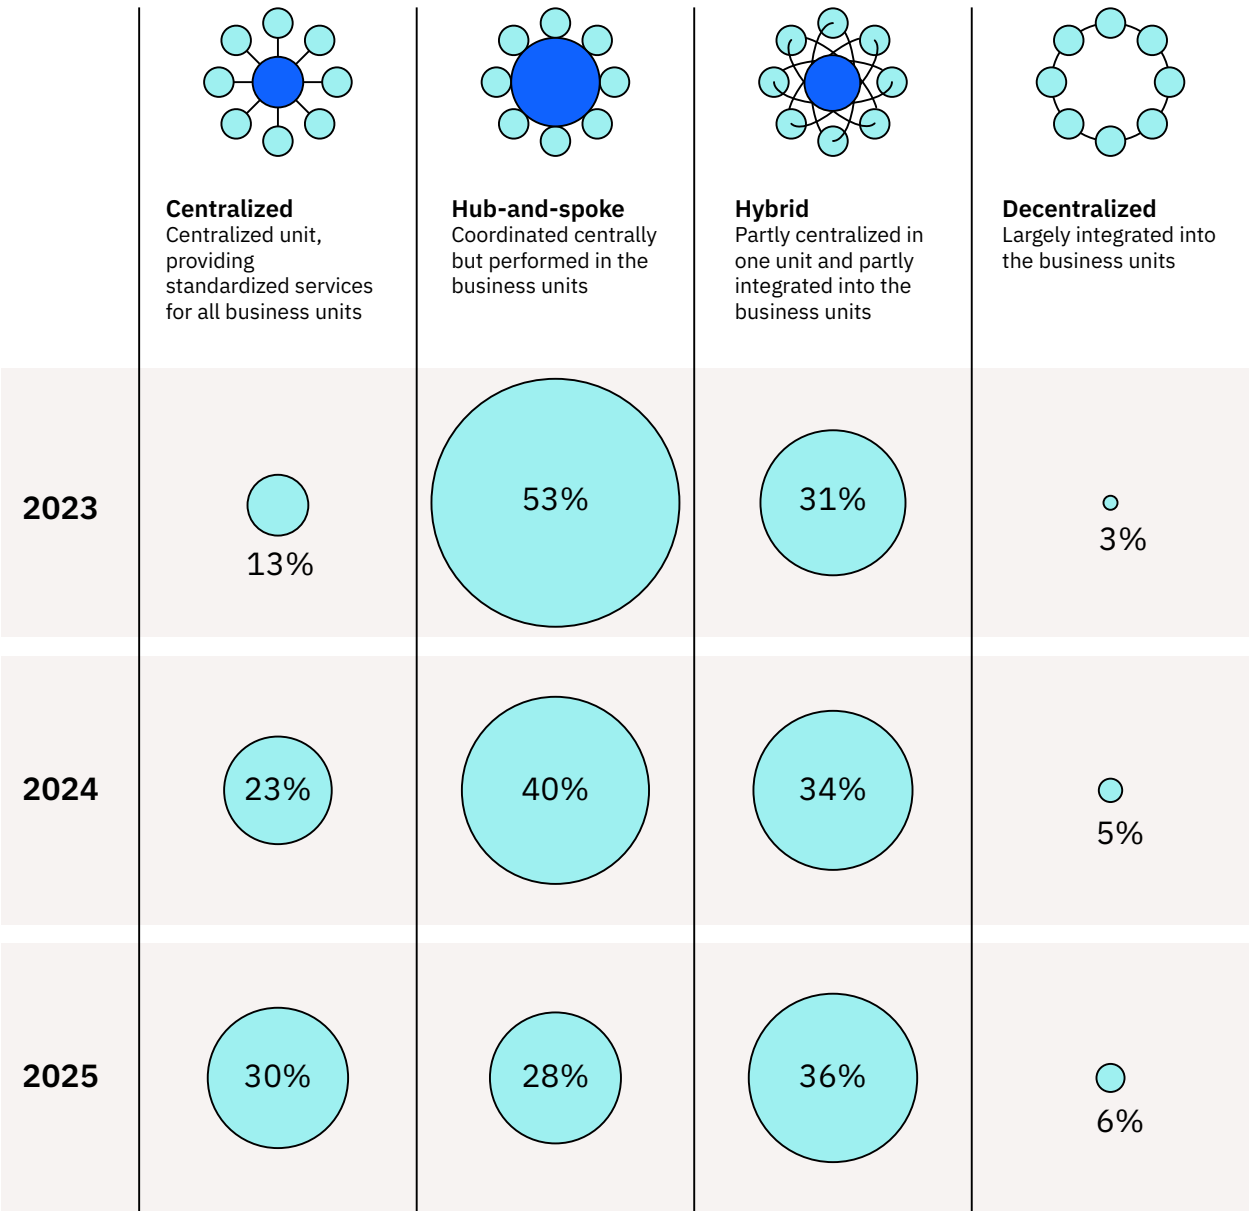 Centralized
Centralized unit,
providing
standardized services
for all business units
Hub-and-spoke
Coordinated centrally
but performed in the
business units
Hybrid
Partly centralized in
one unit and partly
integrated into the
business units
Decentralized
Largely integrated into
the business units
2023
13%
53%
31%
3%
2024
23%
40%
34%
5%
2025
30%
28%
36%
6%